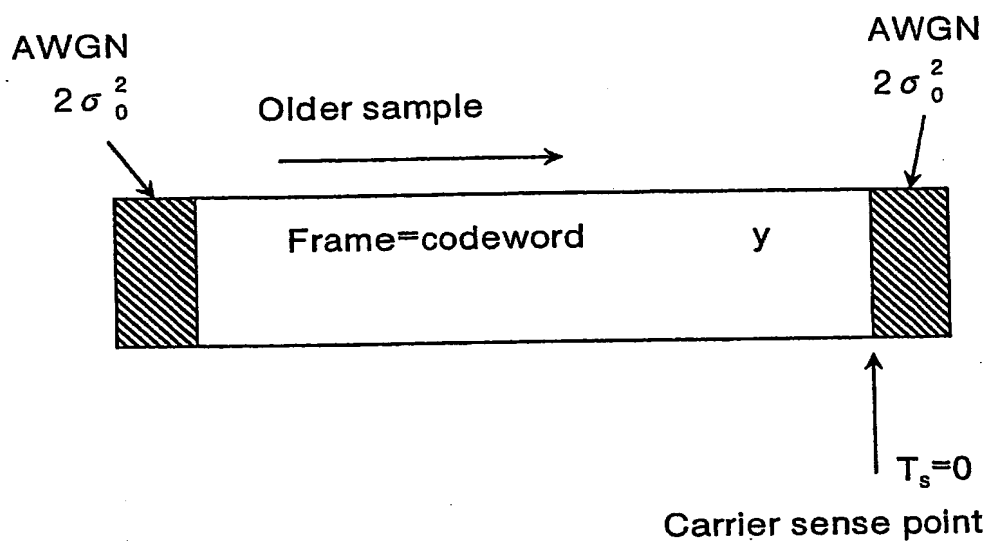 AWGN
2σ₀²
AWGN
2σ₀²
Older sample
Frame=codeword
y
Tₛ=0
Carrier sense point